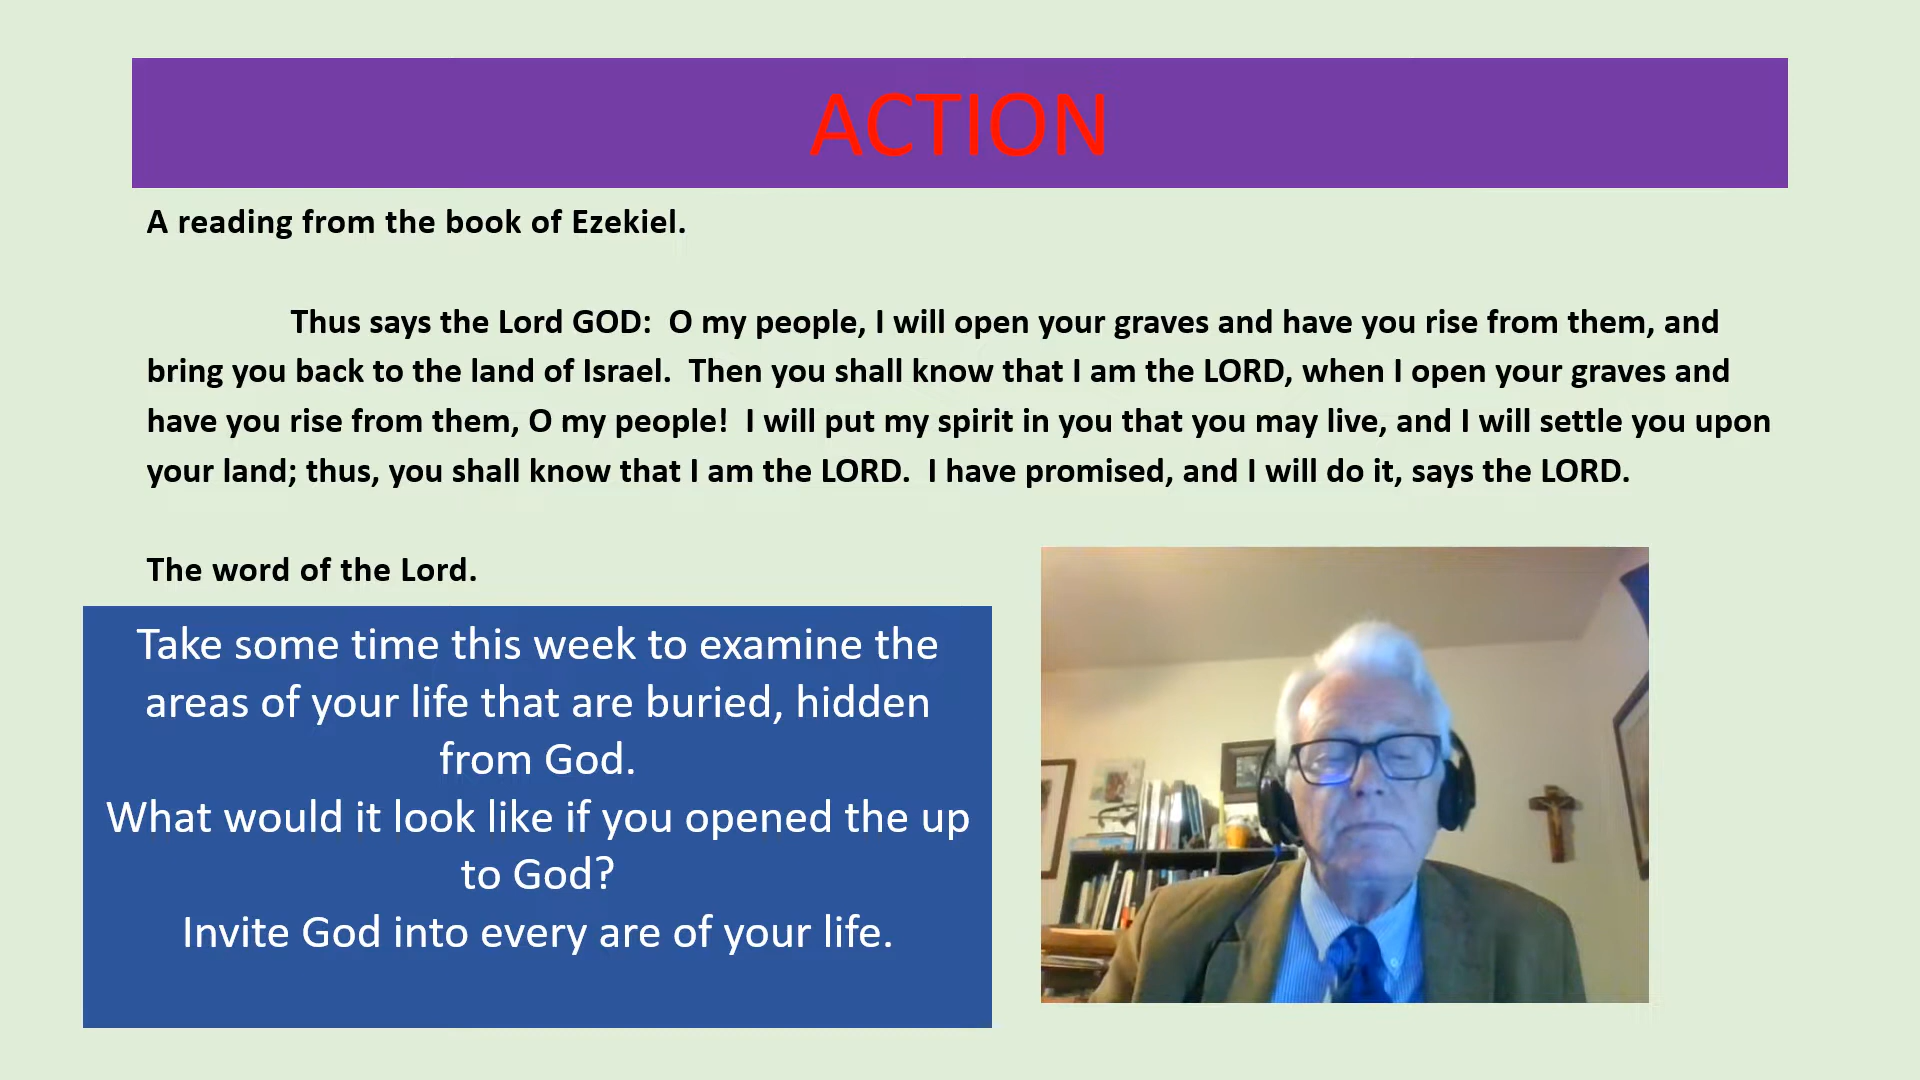 ACTION
A reading from the book of Ezekiel.
Thus says the Lord GOD:  O my people, I will open your graves and have you rise from them, and
bring you back to the land of Israel.  Then you shall know that I am the LORD, when I open your graves and
have you rise from them, O my people!  I will put my spirit in you that you may live, and I will settle you upon
your land; thus, you shall know that I am the LORD.  I have promised, and I will do it, says the LORD.
The word of the Lord.
Take some time this week to examine the
areas of your life that are buried, hidden
from God.
What would it look like if you opened the up
to God?
Invite God into every are of your life.